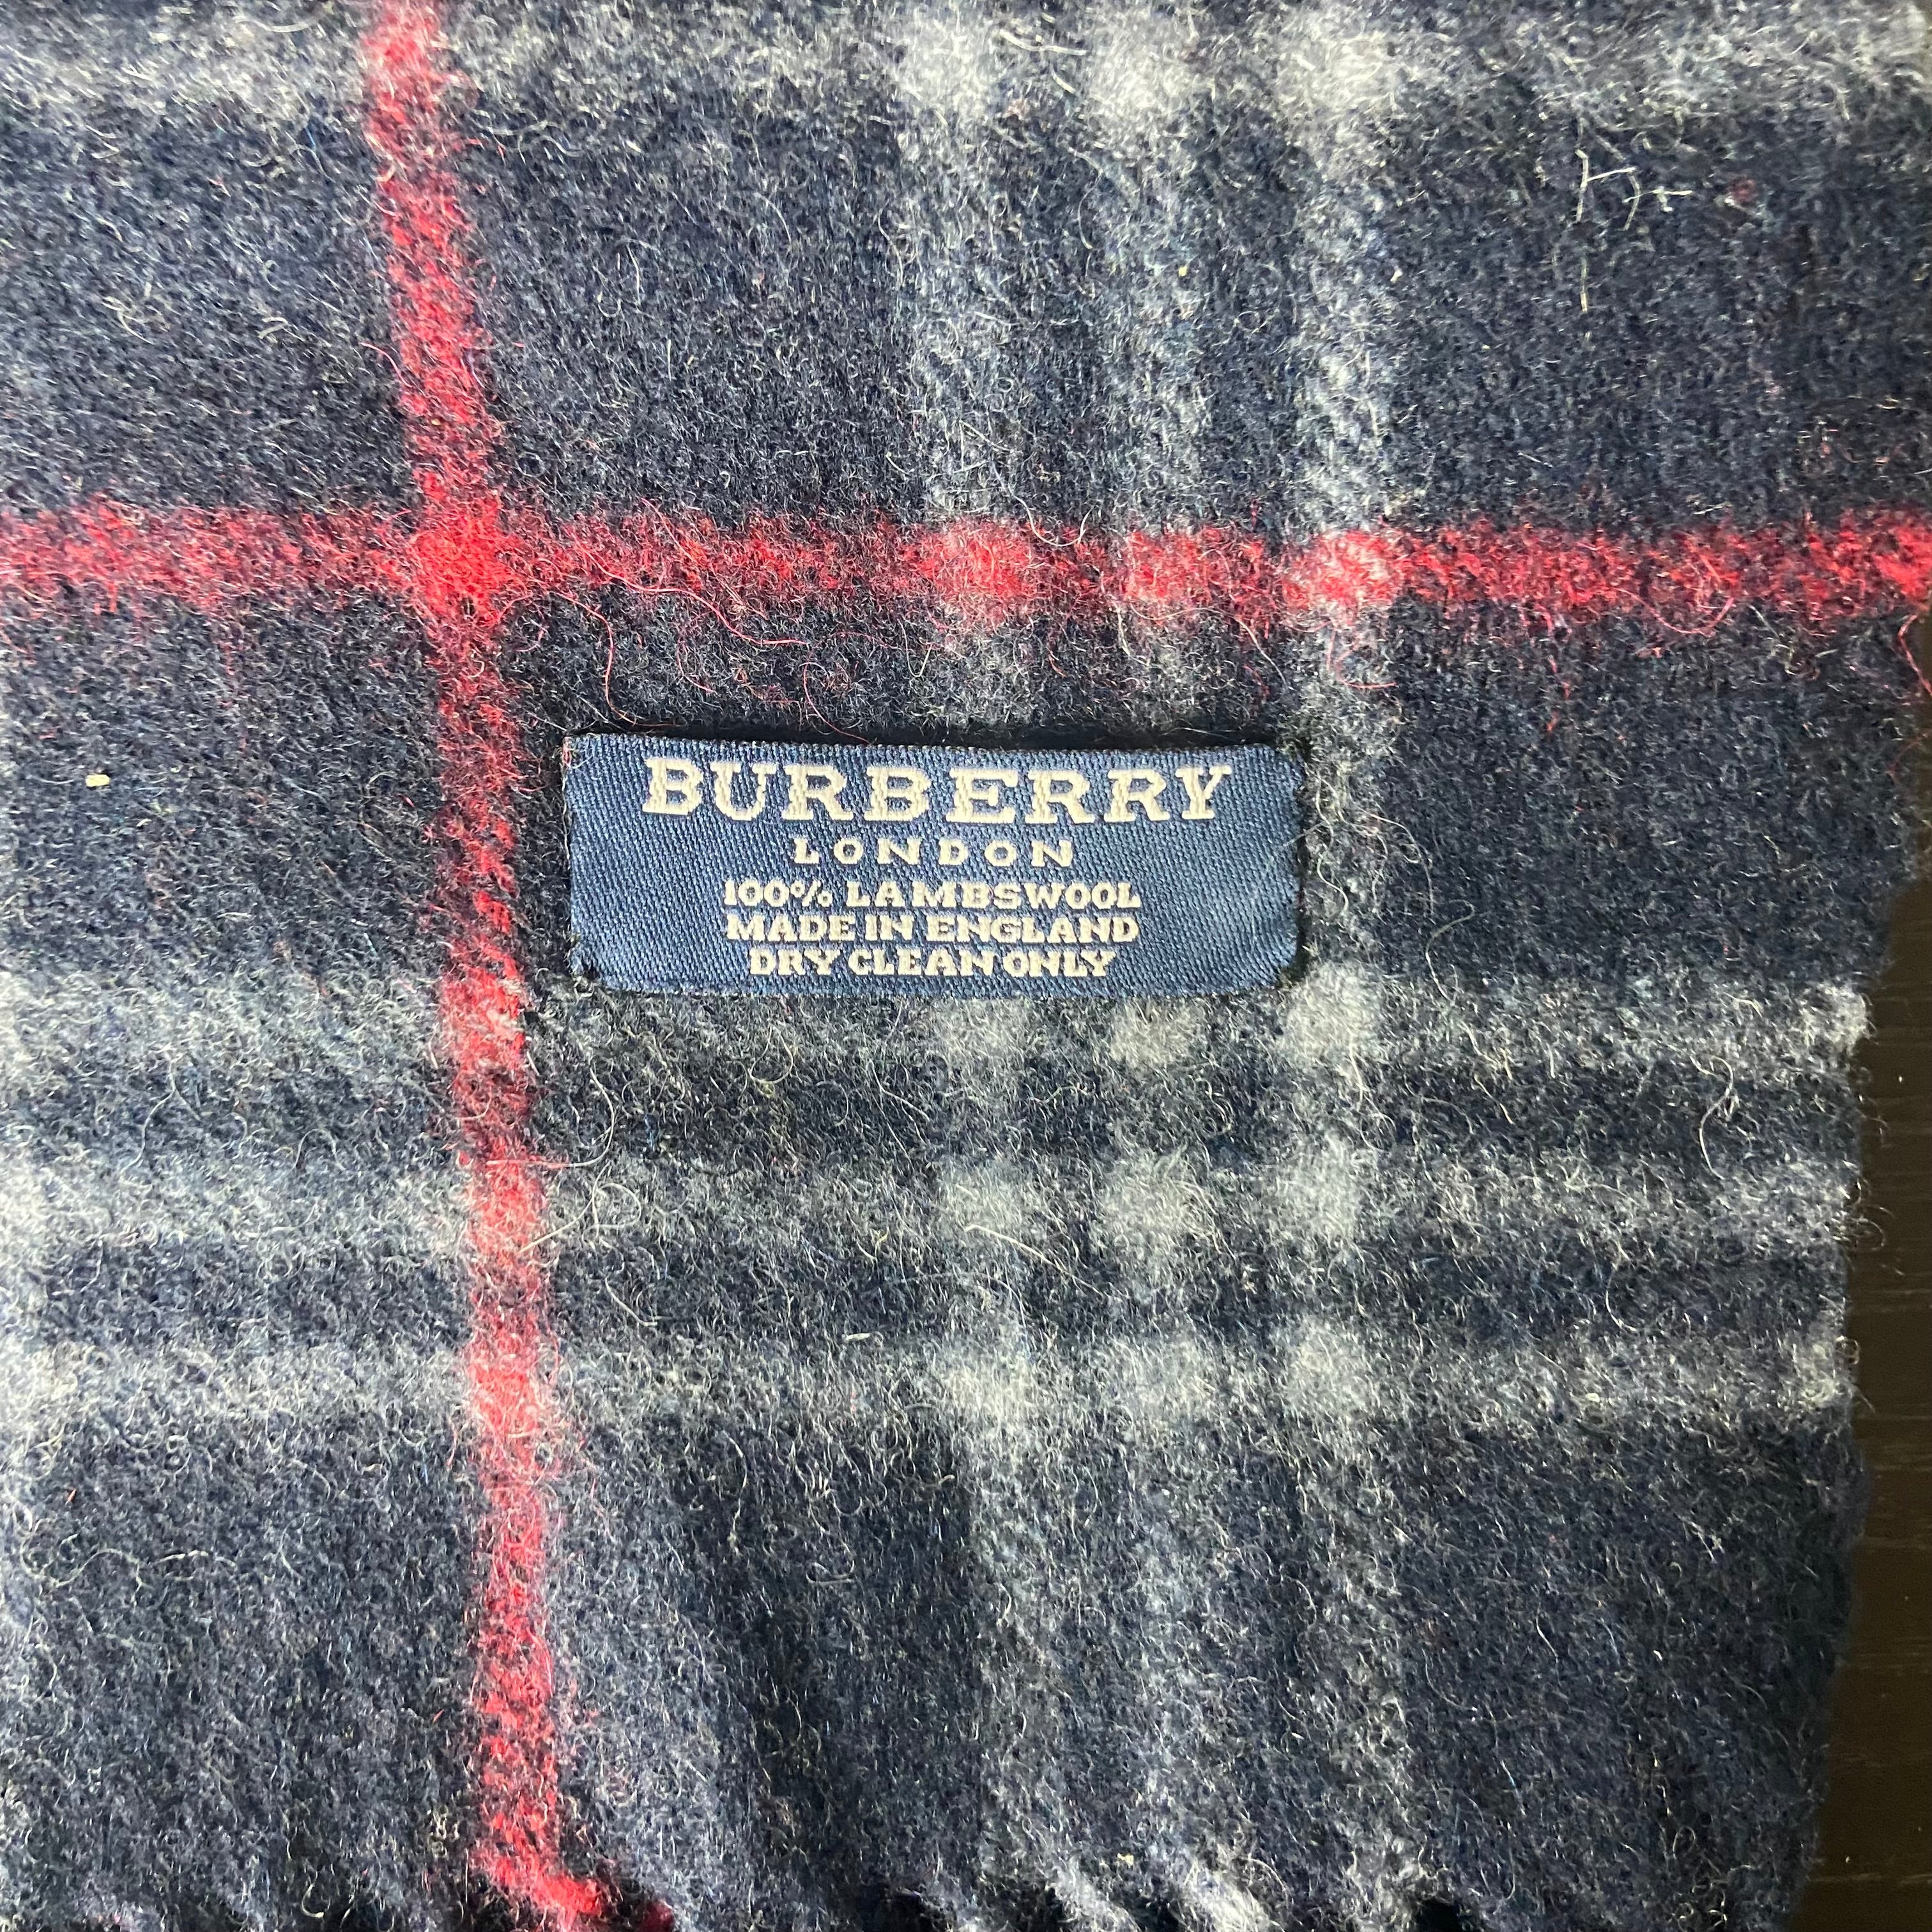 BURBERRY
LONDON
100% LAMBSWOOL
MADE IN ENGLAND
DRY CLEAN ONLY